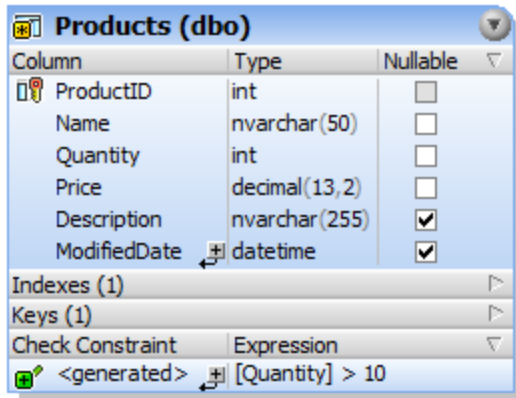 Products (dbo)
Column Type Nullable
ProductID int
Name nvarchar(50)
Quantity int
Price decimal(13,2)
Description nvarchar(255)
ModifiedDate datetime
Indexes (1)
Keys (1)
Check Constraint Expression
<generated> [Quantity] > 10